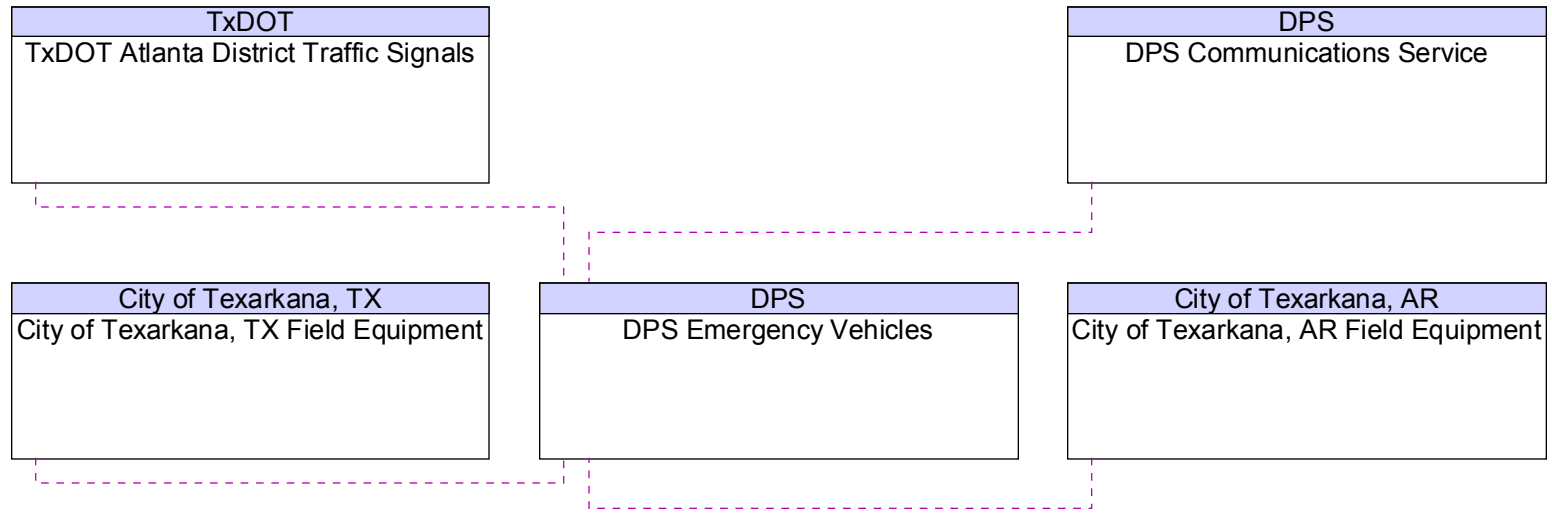 TxDOT
TxDOT Atlanta District Traffic Signals
DPS
DPS Communications Service
City of Texarkana, TX
City of Texarkana, TX Field Equipment
DPS
DPS Emergency Vehicles
City of Texarkana, AR
City of Texarkana, AR Field Equipment